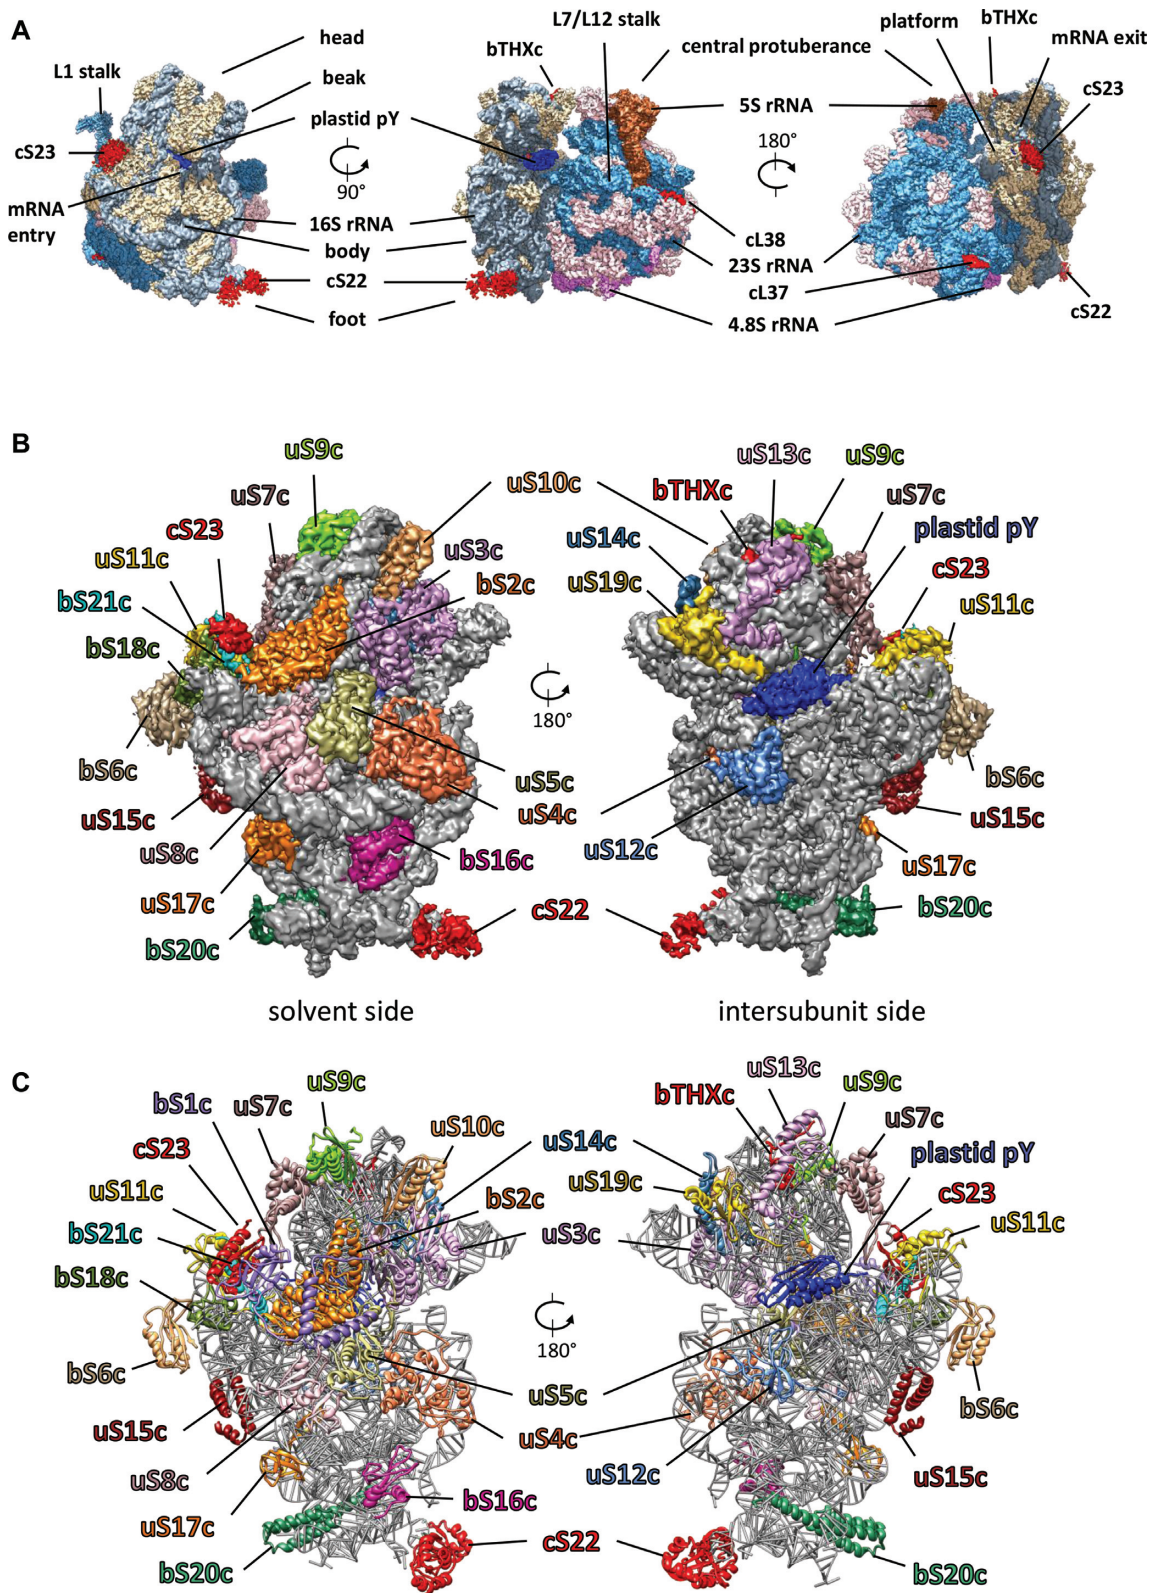 A
head
L7/L12 stalk
platform
bTHXc
bTHXc
central protuberance
mRNA exit
L1 stalk
beak
cS23
5S rRNA
plastid pY
180°
cS23
90°
mRNA
entry
16S rRNA
cL38
body
23S rRNA
cS22
cL37
cS22
foot
4.8S rRNA
B
uS9c
uS13c
uS9c
uS10c
uS7c
bTHXc
uS7c
cS23
plastid pY
uS14c
uS3c
uS11c
bS2c
cS23
uS19c
bS21c
uS11c
bS18c
180°
bS6c
uS5c
bS6c
uS15c
uS4c
uS15c
uS8c
uS12c
bS16c
uS17c
uS17c
cS22
bS20c
bS20c
solvent side
intersubunit side
C
uS9c
uS13c
uS9c
bS1c
uS7c
bTHXc
uS7c
uS10c
cS23
uS14c
plastid pY
uS11c
bS2c
uS19c
cS23
bS21c
uS3c
uS11c
bS18c
180°
bS6c
uS5c
bS6c
uS15c
uS4c
uS8c
uS12c
uS15c
bS16c
uS17c
cS22
bS20c
bS20c